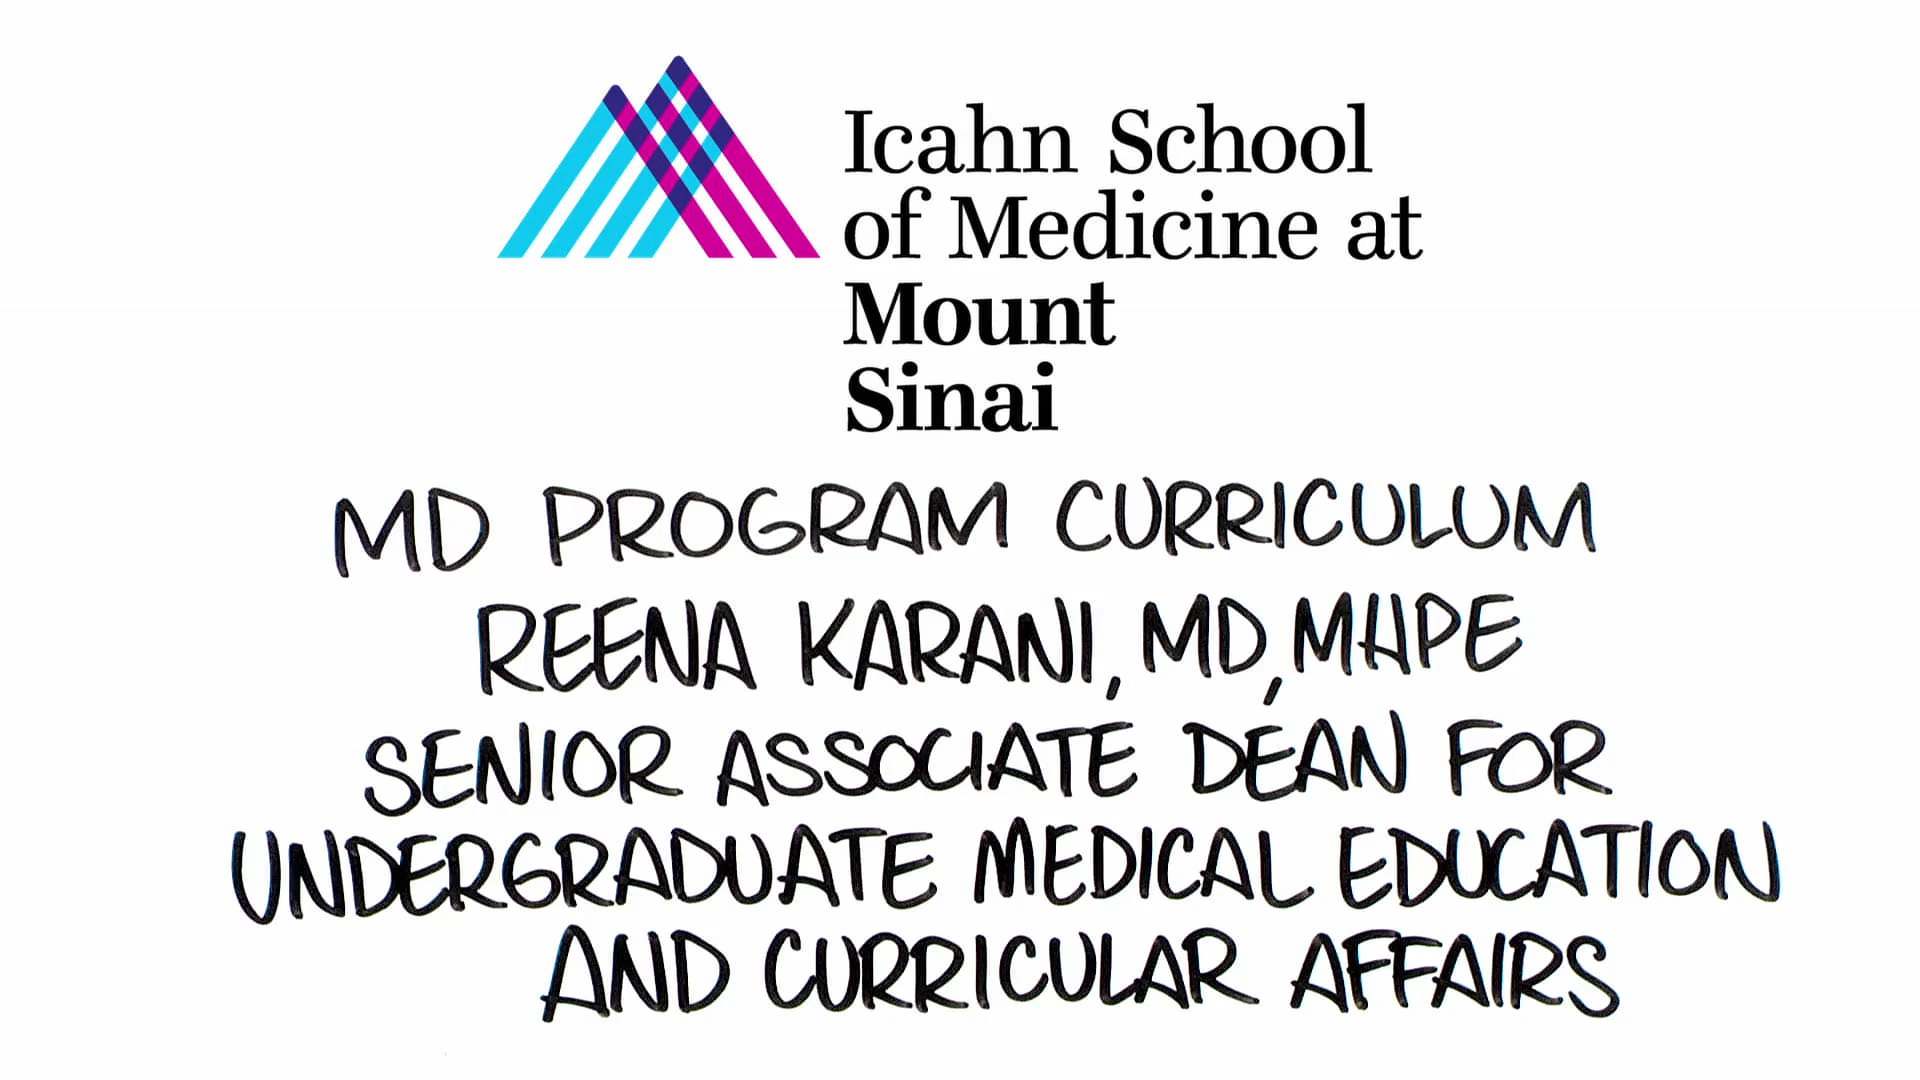 Icahn School
of Medicine at
Mount
Sinai
MD PROGRAM CURRICULUM
REENA KARANI, MD, MHPE
SENIOR ASSOCIATE DEAN FOR
UNDERGRADUATE MEDICAL EDUCATION
AND CURRICULAR AFFAIRS